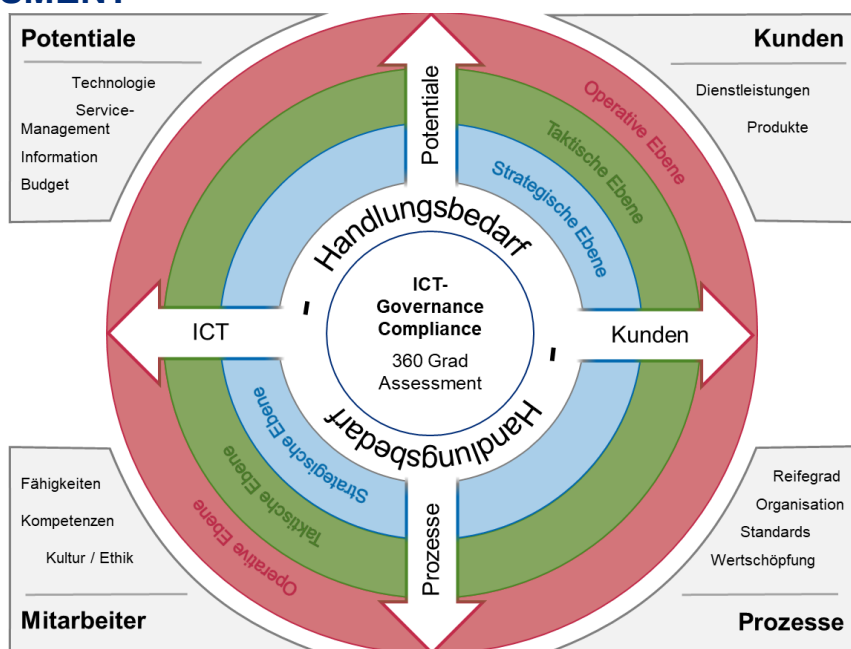 Potentiale
Technologie
Service-
Management
Information
Budget
Kunden
Dienstleistungen
Produkte
Potentiale
Operative Ebene
Taktische Ebene
Strategische Ebene
Handlungsbedarf
-
ICT-
Governance
Compliance
360 Grad
Assessment
ICT
Kunden
-
Handlungsbedarf
Strategische Ebene
Taktische Ebene
Operative Ebene
Prozesse
Fähigkeiten
Kompetenzen
Kultur / Ethik
Mitarbeiter
Reifegrad
Organisation
Standards
Wertschöpfung
Prozesse